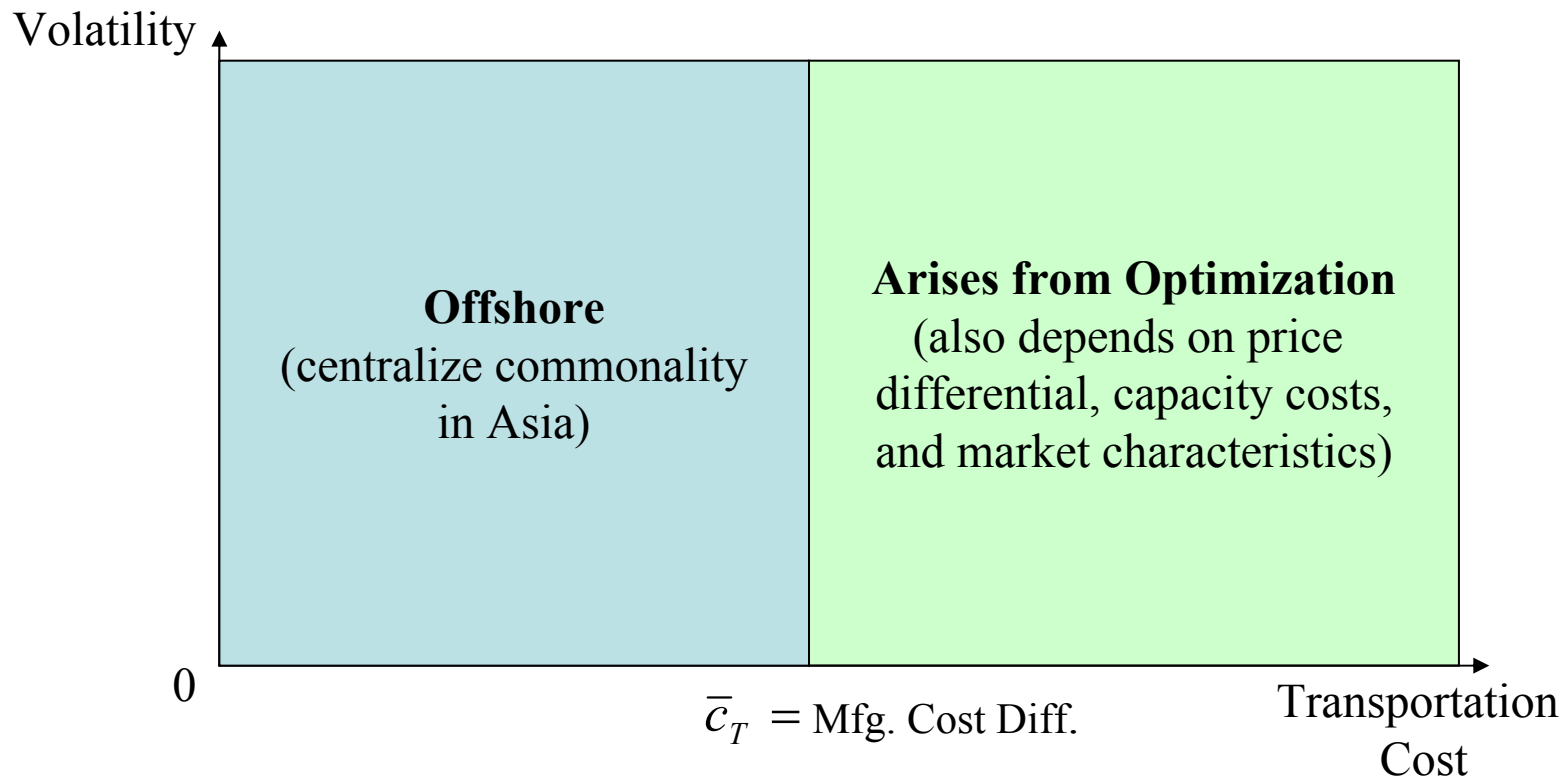 Volatility
Offshore
(centralize commonality
in Asia)
Arises from Optimization
(also depends on price
differential, capacity costs,
and market characteristics)
0
c̅_T = Mfg. Cost Diff.
Transportation
Cost